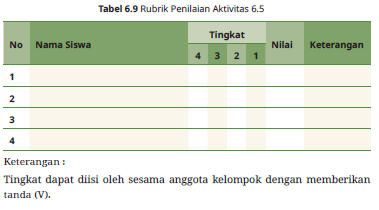 Tabel 6.9 Rubrik Penilaian Aktivitas 6.5
No Nama Siswa Tingkat Nilai Keterangan
4 3 2 1
1
2
3
4
Keterangan :
Tingkat dapat diisi oleh sesama anggota kelompok dengan memberikan
tanda (V).